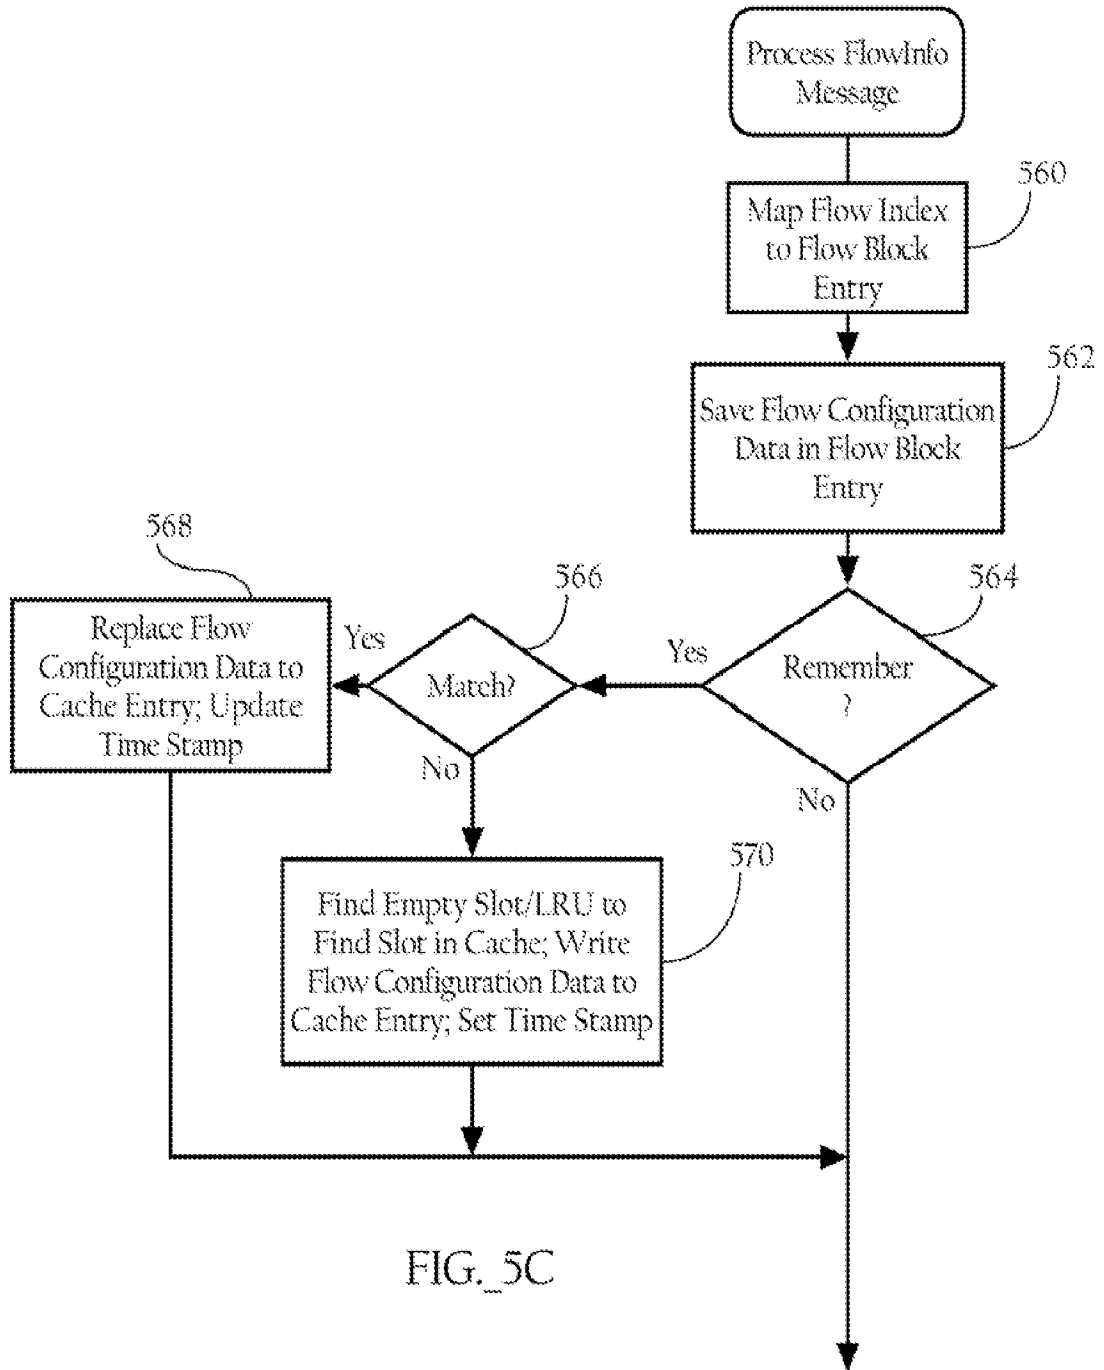 Process FlowInfo
Message
560
Map Flow Index
to Flow Block
Entry
562
Save Flow Configuration
Data in Flow Block
Entry
568
566
564
Replace Flow
Configuration Data to
Cache Entry; Update
Time Stamp
Yes
Match?
Yes
Remember
?
No
No
570
Find Empty Slot/LRU to
Find Slot in Cache; Write
Flow Configuration Data to
Cache Entry; Set Time Stamp
FIG._5C